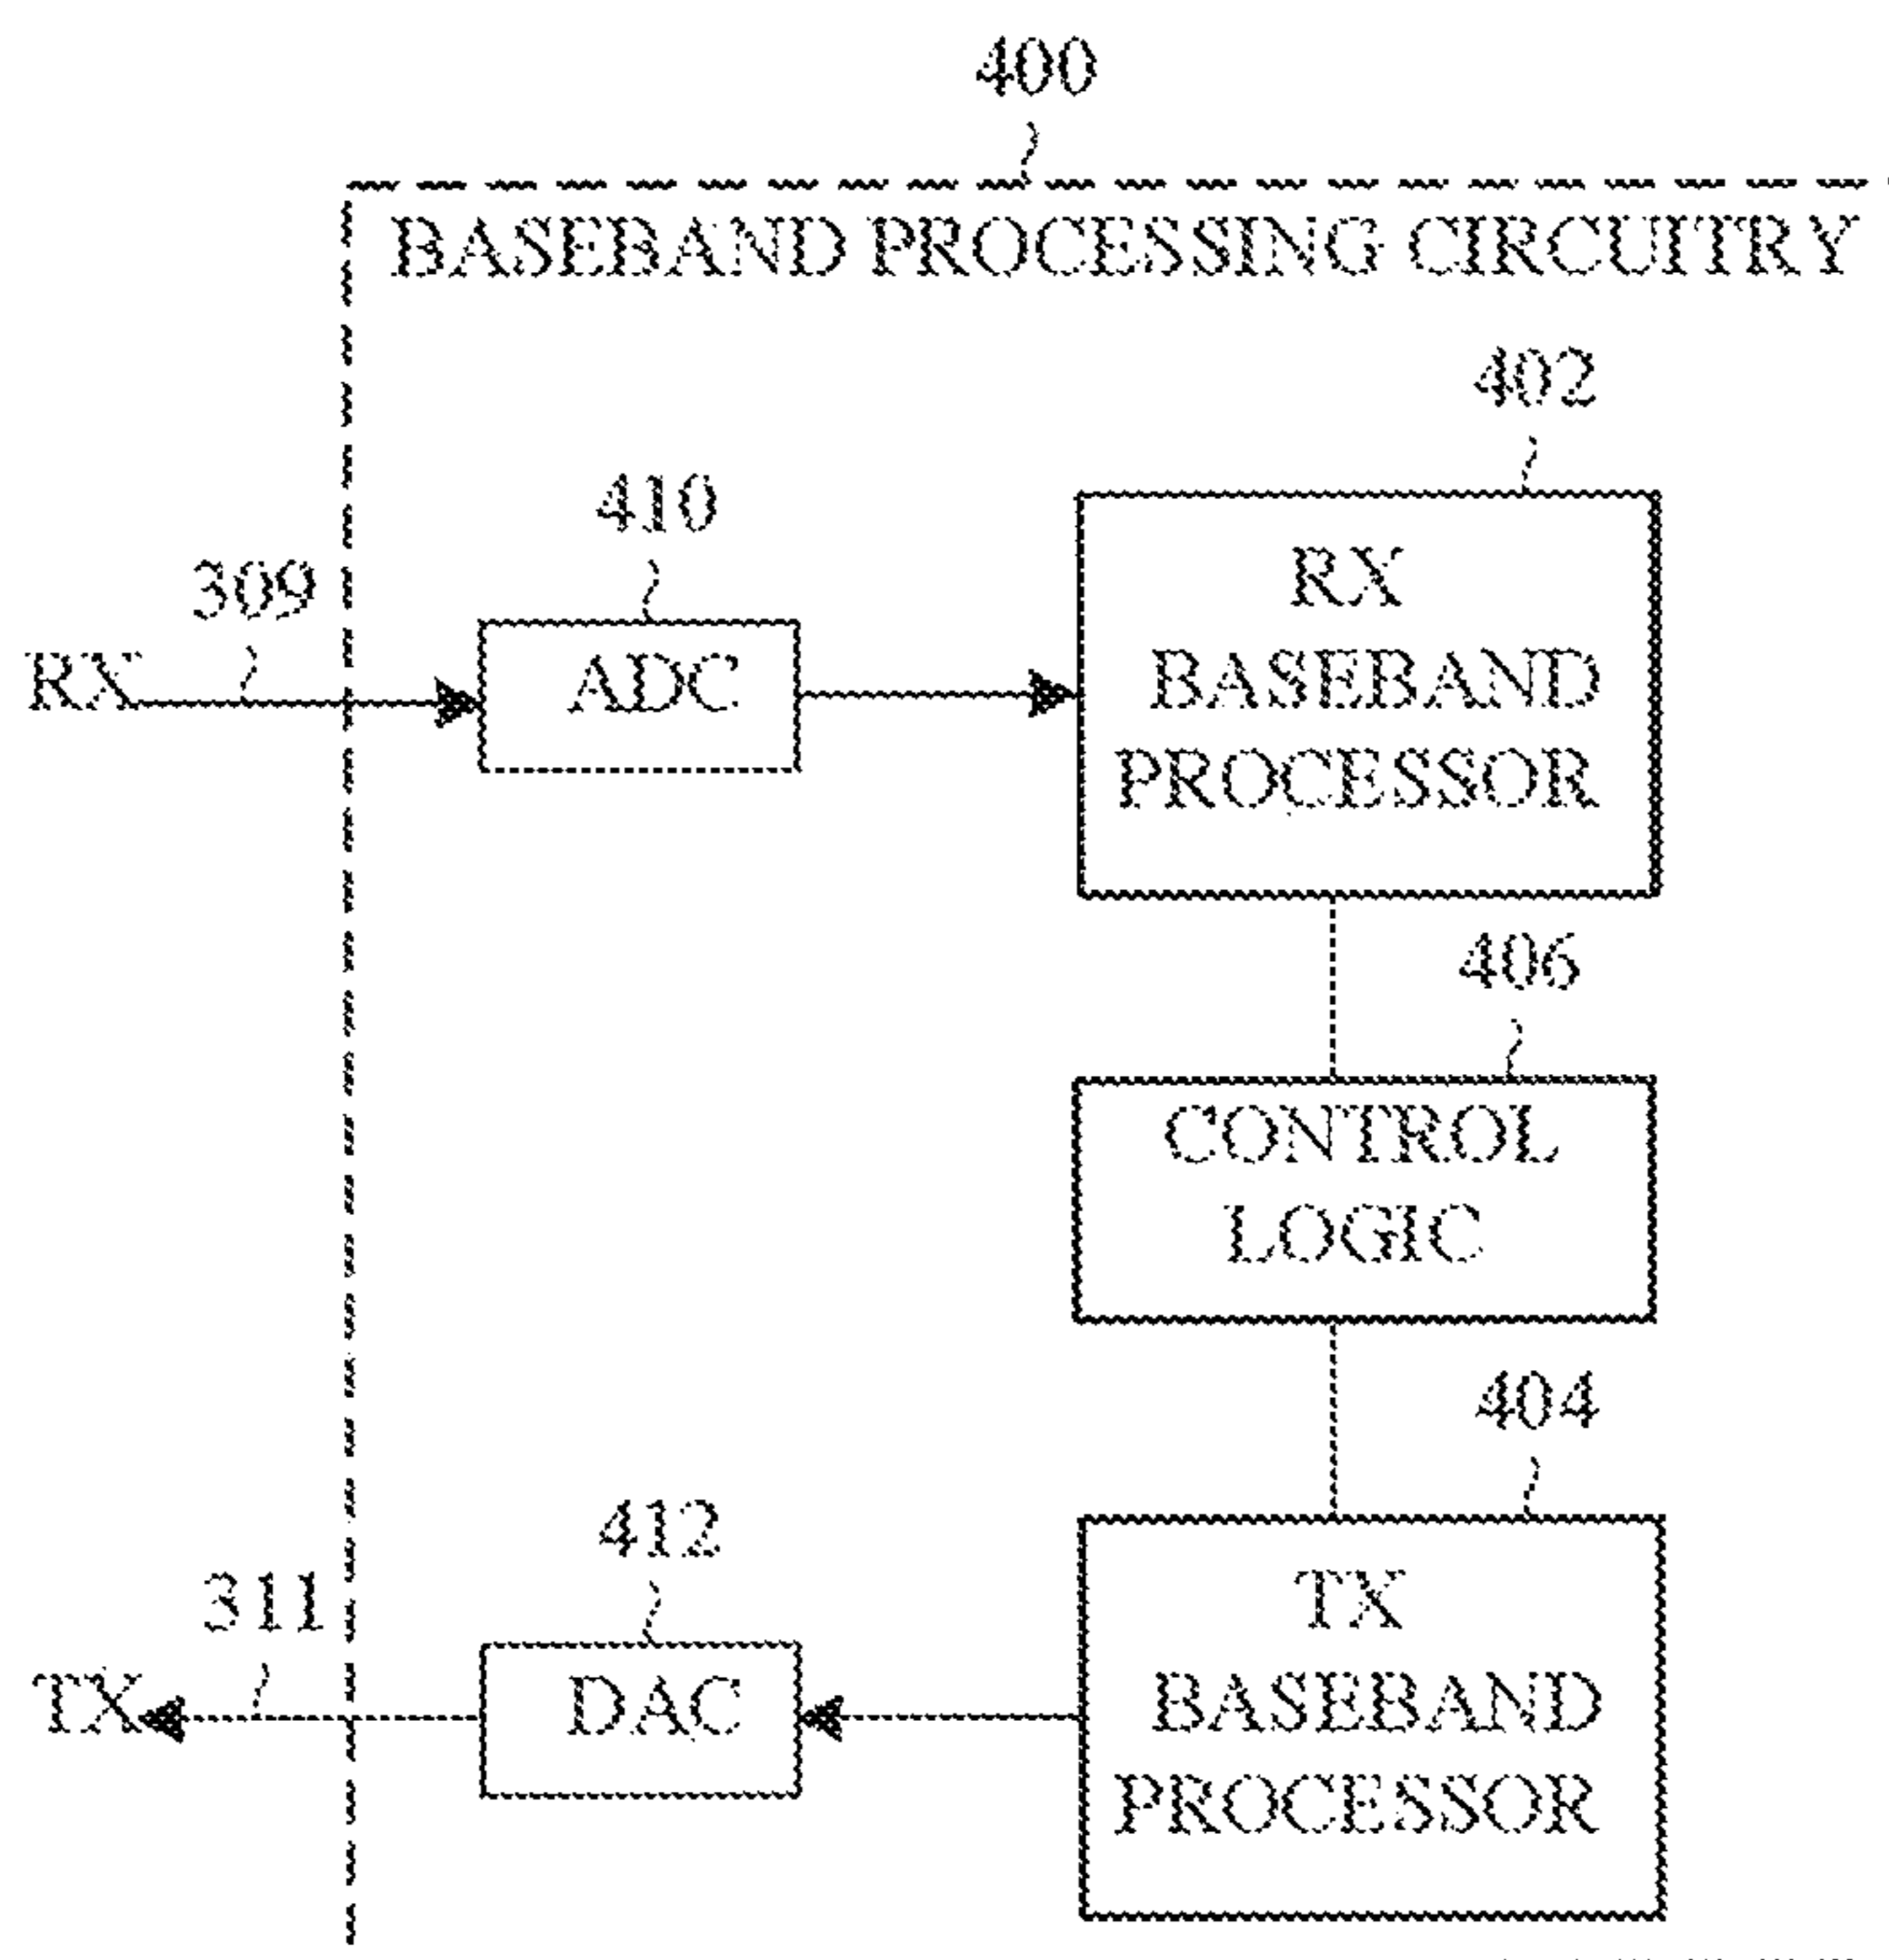 400
BASEBAND PROCESSING CIRCUITRY
402
410
309
RX
ADC
RX
BASEBAND
PROCESSOR
406
CONTROL
LOGIC
404
412
311
TX
DAC
TX
BASEBAND
PROCESSOR